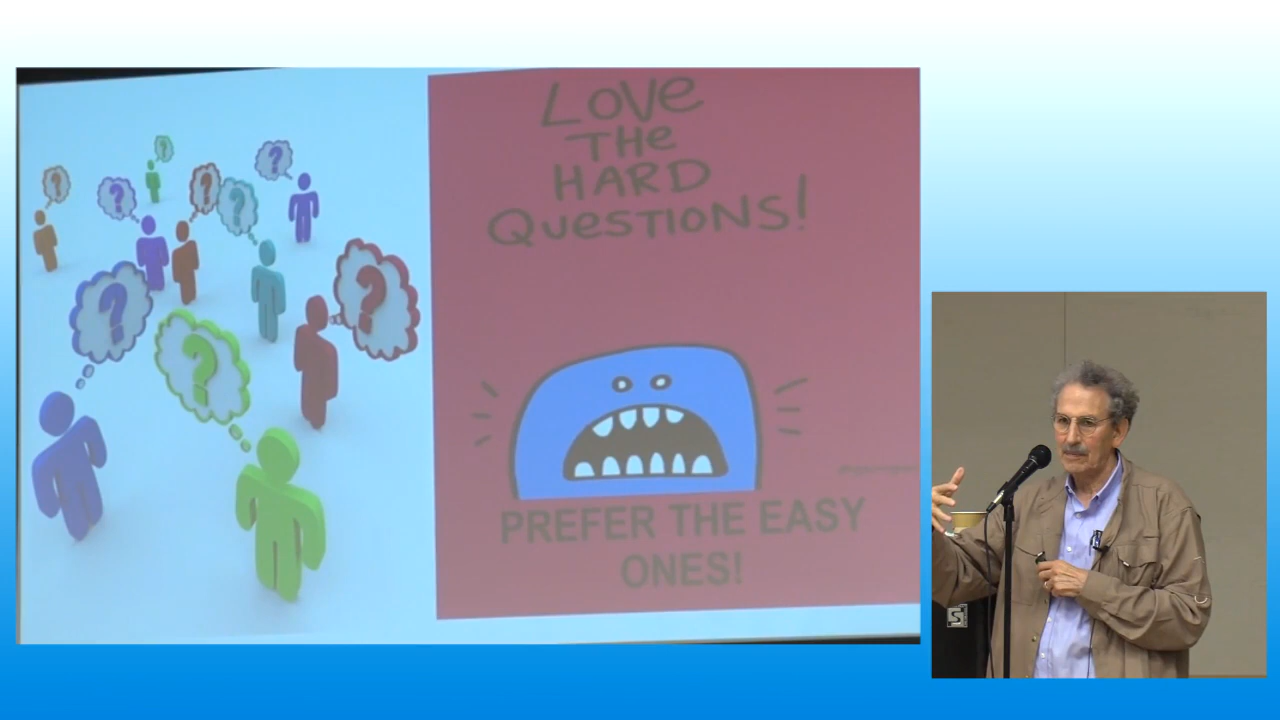 ?
?
?
?
?
?
?
?
?
?
LOVe
THe
HARD
QUeSTIONS!
PREFER THE EASY
ONES!
S